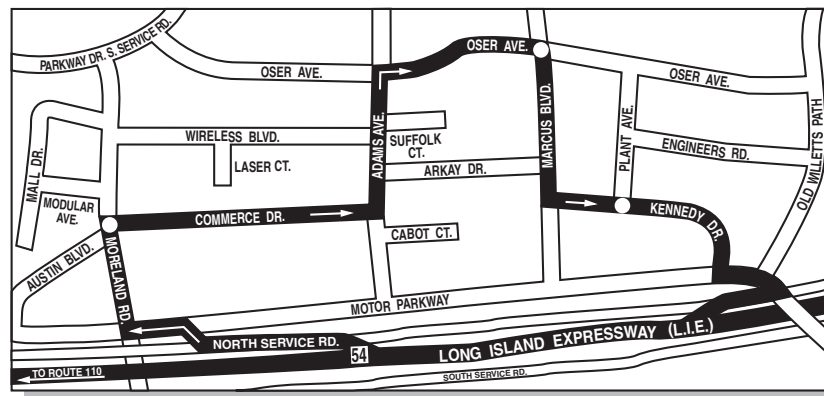 PARKWAY DR. S. SERVICE RD.
OSER AVE.
OSER AVE.
OSER AVE.
WIRELESS BLVD.
LASER CT.
ADAMS AVE.
SUFFOLK
CT.
ARKAY DR.
MARCUS BLVD.
PLANT AVE.
ENGINEERS RD.
OLD WILLETTS PATH
MALL DR.
MODULAR
AVE.
COMMERCE DR.
CABOT CT.
KENNEDY DR.
AUSTIN BLVD.
MORELAND RD.
MOTOR PARKWAY
NORTH SERVICE RD.
54
LONG ISLAND EXPRESSWAY (L.I.E.)
TO ROUTE 110
SOUTH SERVICE RD.